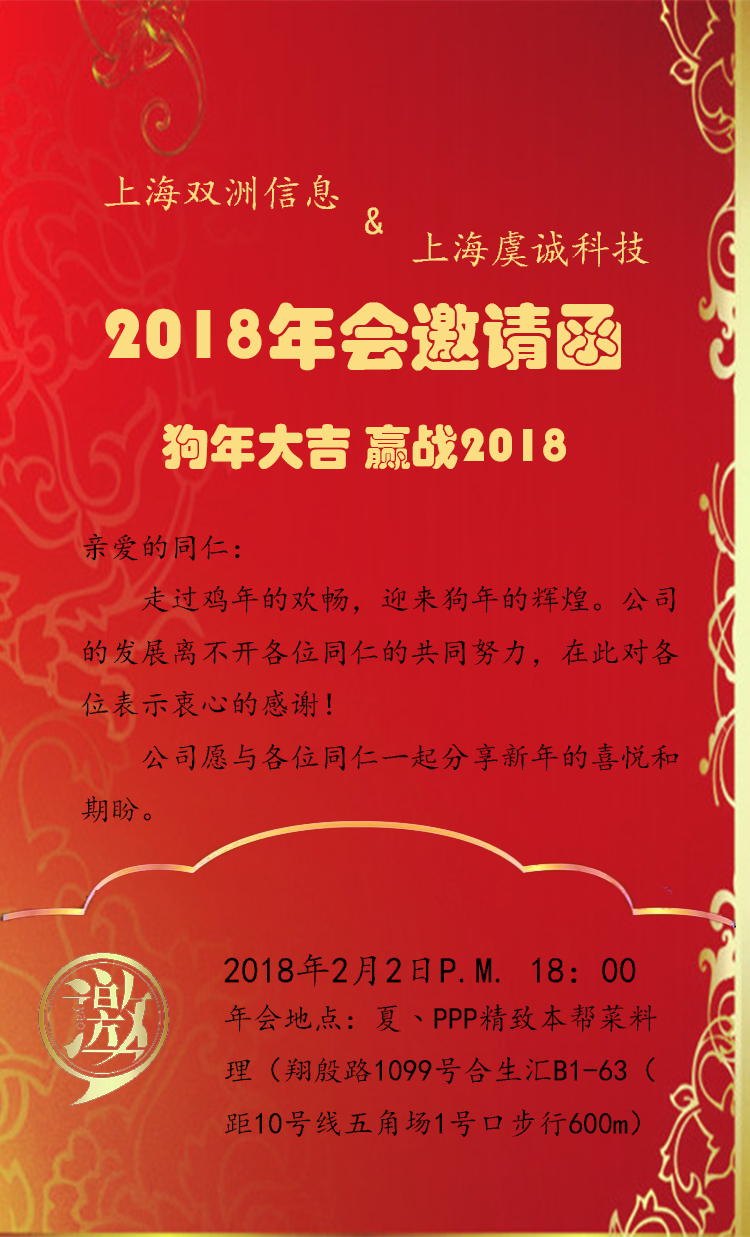 上海双洲信息
&
上海虞诚科技
2018年会邀请函
狗年大吉 赢战2018
亲爱的同仁：
走过鸡年的欢畅，迎来狗年的辉煌。公司
的发展离不开各位同仁的共同努力，在此对各
位表示衷心的感谢！
公司愿与各位同仁一起分享新年的喜悦和
期盼。
邀
2018年2月2日P.M. 18：00
年会地点：夏、PPP精致本帮菜料
理（翔殷路1099号合生汇B1-63（
距10号线五角场1号口步行600m）